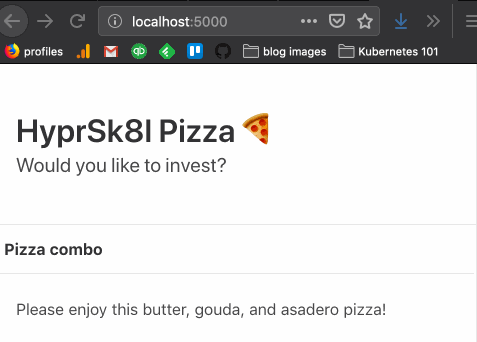 localhost:5000
profiles blog images Kubernetes 101
HyprSk8l Pizza 🍕
Would you like to invest?
Pizza combo
Please enjoy this butter, gouda, and asadero pizza!